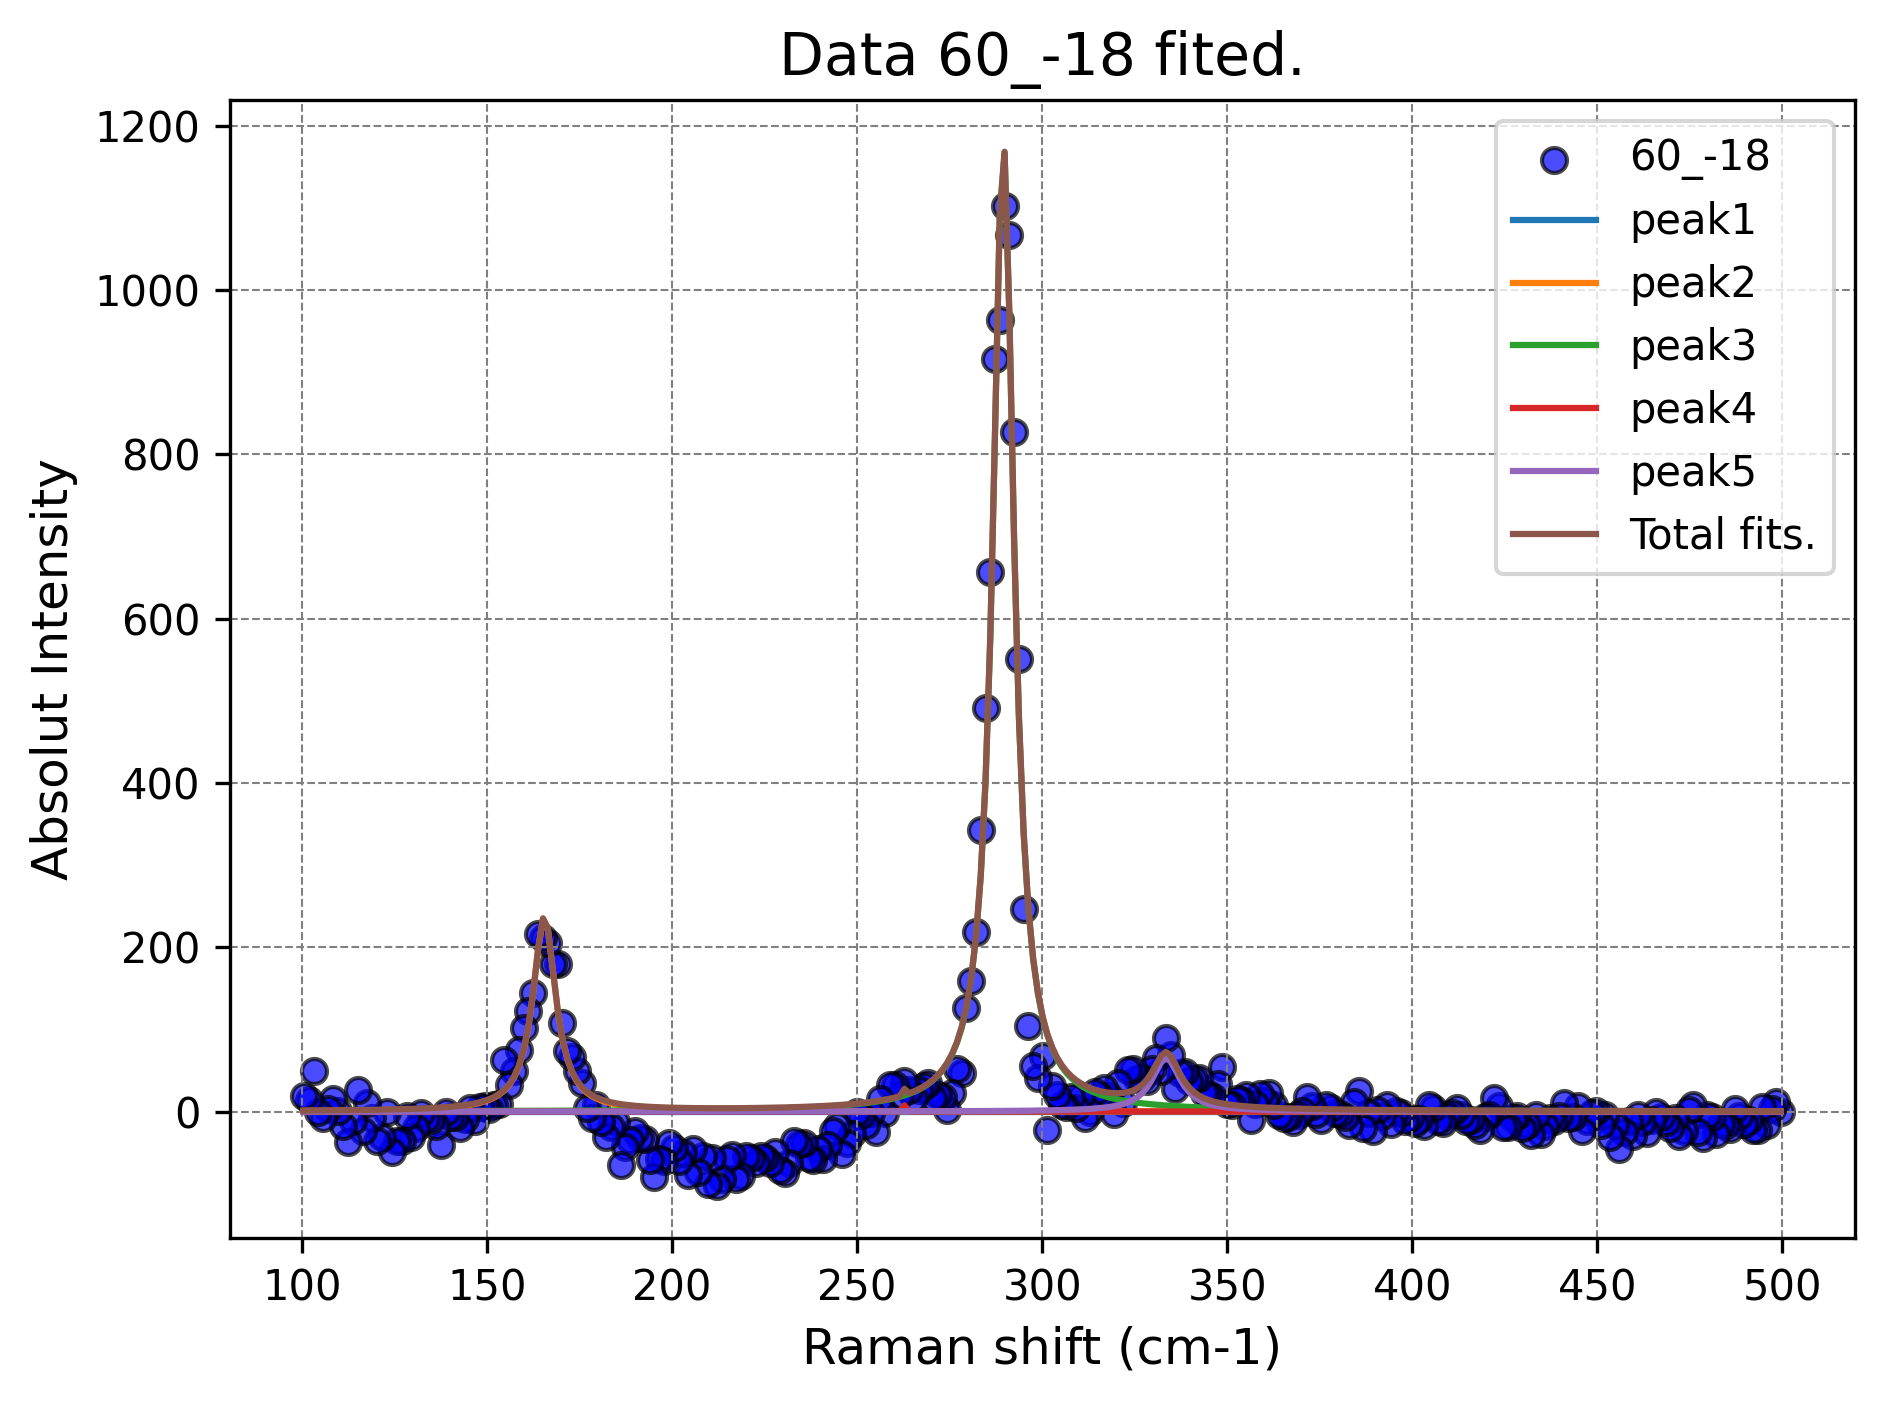 Data 60_-18 fited.
1200
1000
800
600
400
200
0
Absolut Intensity
60_-18
peak1
peak2
peak3
peak4
peak5
Total fits.
100 150 200 250 300 350 400 450 500
Raman shift (cm-1)